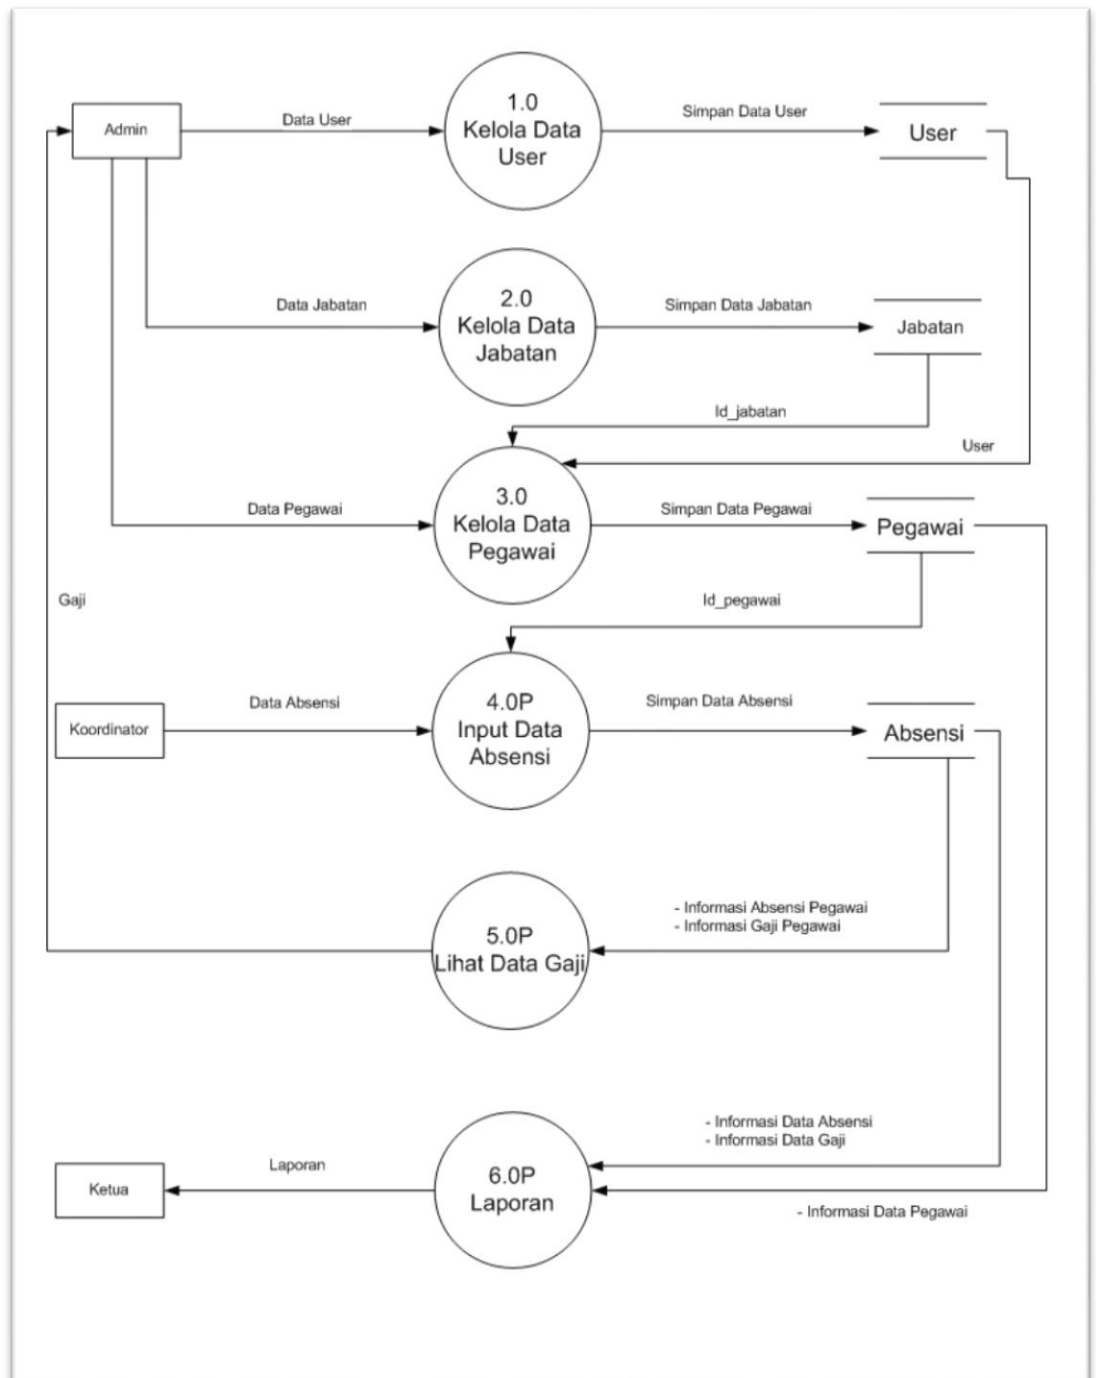 Admin
Data User
1.0
Kelola Data
User
Simpan Data User
User
Data Jabatan
2.0
Kelola Data
Jabatan
Simpan Data Jabatan
Jabatan
Id_jabatan
User
Data Pegawai
3.0
Kelola Data
Pegawai
Simpan Data Pegawai
Pegawai
Gaji
Id_pegawai
Koordinator
Data Absensi
4.0P
Input Data
Absensi
Simpan Data Absensi
Absensi
5.0P
Lihat Data Gaji
- Informasi Absensi Pegawai
- Informasi Gaji Pegawai
- Informasi Data Absensi
- Informasi Data Gaji
Ketua
Laporan
6.0P
Laporan
- Informasi Data Pegawai